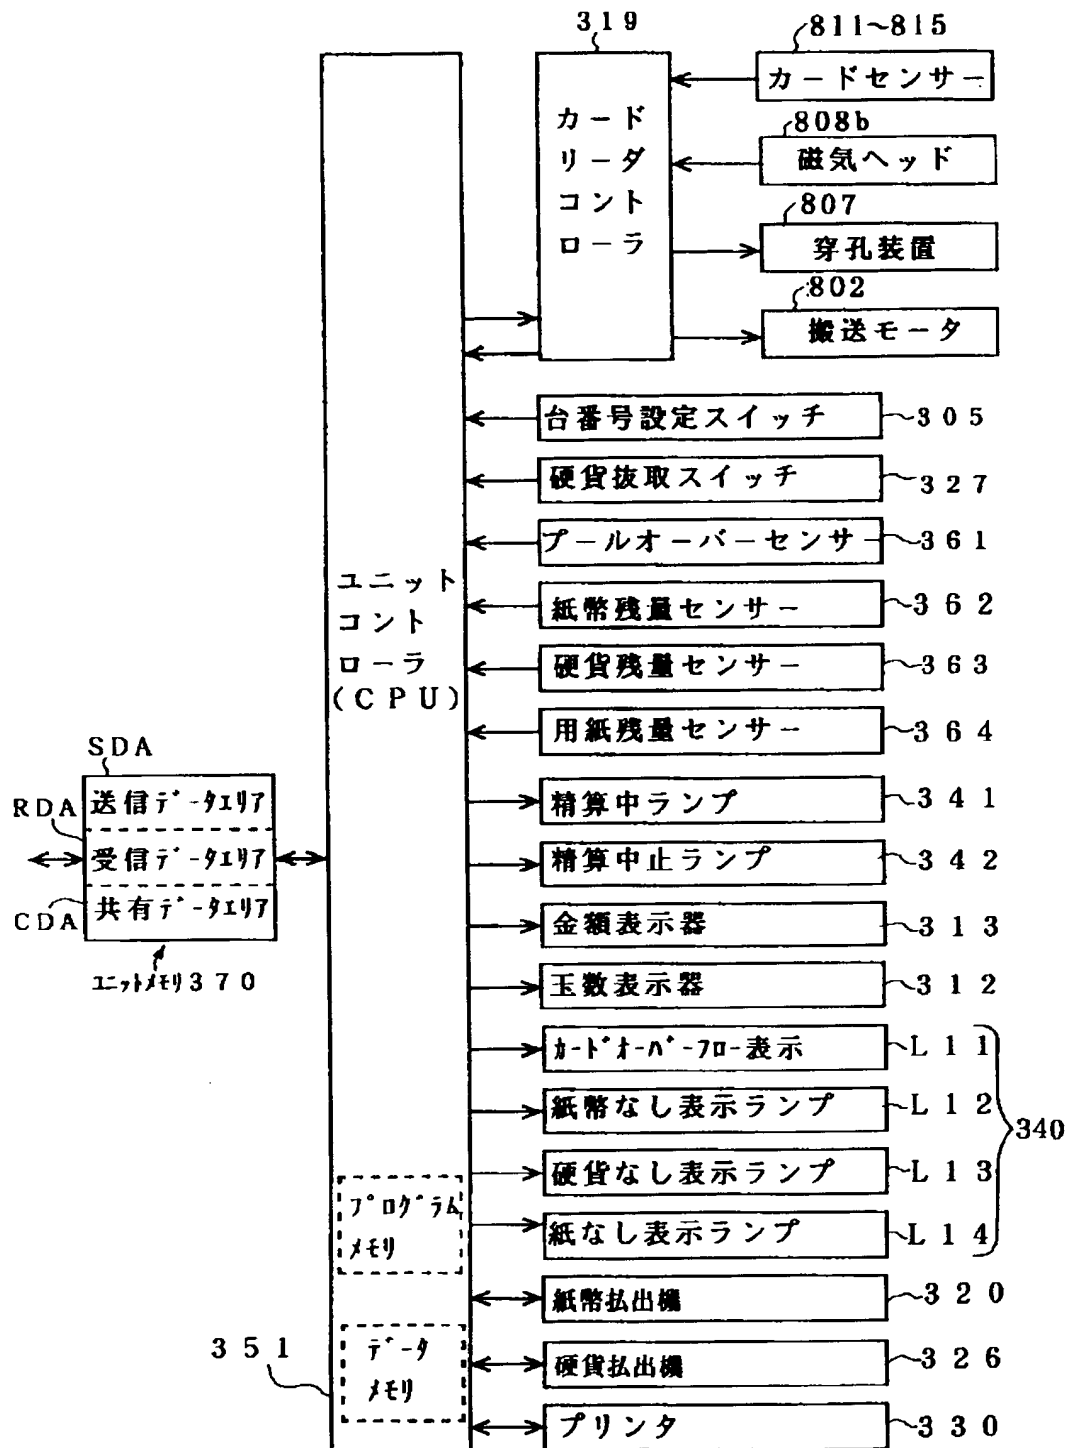 319
811~815
カードセンサー
カード
リーダ
コント
ローラ
808b
磁気ヘッド
807
穿孔装置
802
搬送モータ
台番号設定スイッチ
305
硬貨抜取スイッチ
327
プールオーバーセンサー
361
紙幣残量センサー
362
硬貨残量センサー
363
用紙残量センサー
364
ユニット
コント
ローラ
(CPU)
SDA
RDA
送信データエリア
受信データエリア
CDA
共有データエリア
ユニットメモリ370
精算中ランプ
341
精算中止ランプ
342
金額表示器
313
玉数表示器
312
カードオーバーフロー表示
L11
紙幣なし表示ランプ
L12
340
硬貨なし表示ランプ
L13
紙なし表示ランプ
L14
プログラム
メモリ
紙幣払出機
320
351
データ
メモリ
硬貨払出機
326
プリンタ
330